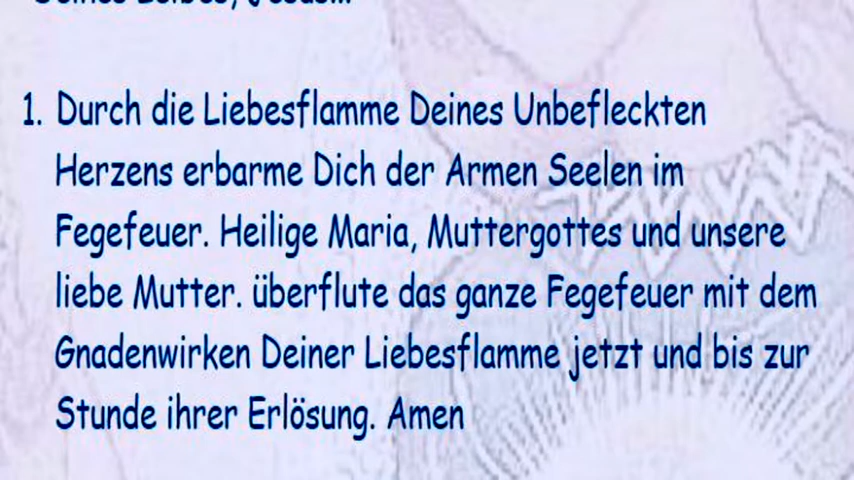 1. Durch die Liebesflamme Deines Unbefleckten
Herzens erbarme Dich der Armen Seelen im
Fegefeuer. Heilige Maria, Muttergottes und unsere
liebe Mutter. überflute das ganze Fegefeuer mit dem
Gnadenwirken Deiner Liebesflamme jetzt und bis zur
Stunde ihrer Erlösung. Amen